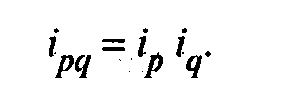 i_{pq} = i_p i_q.